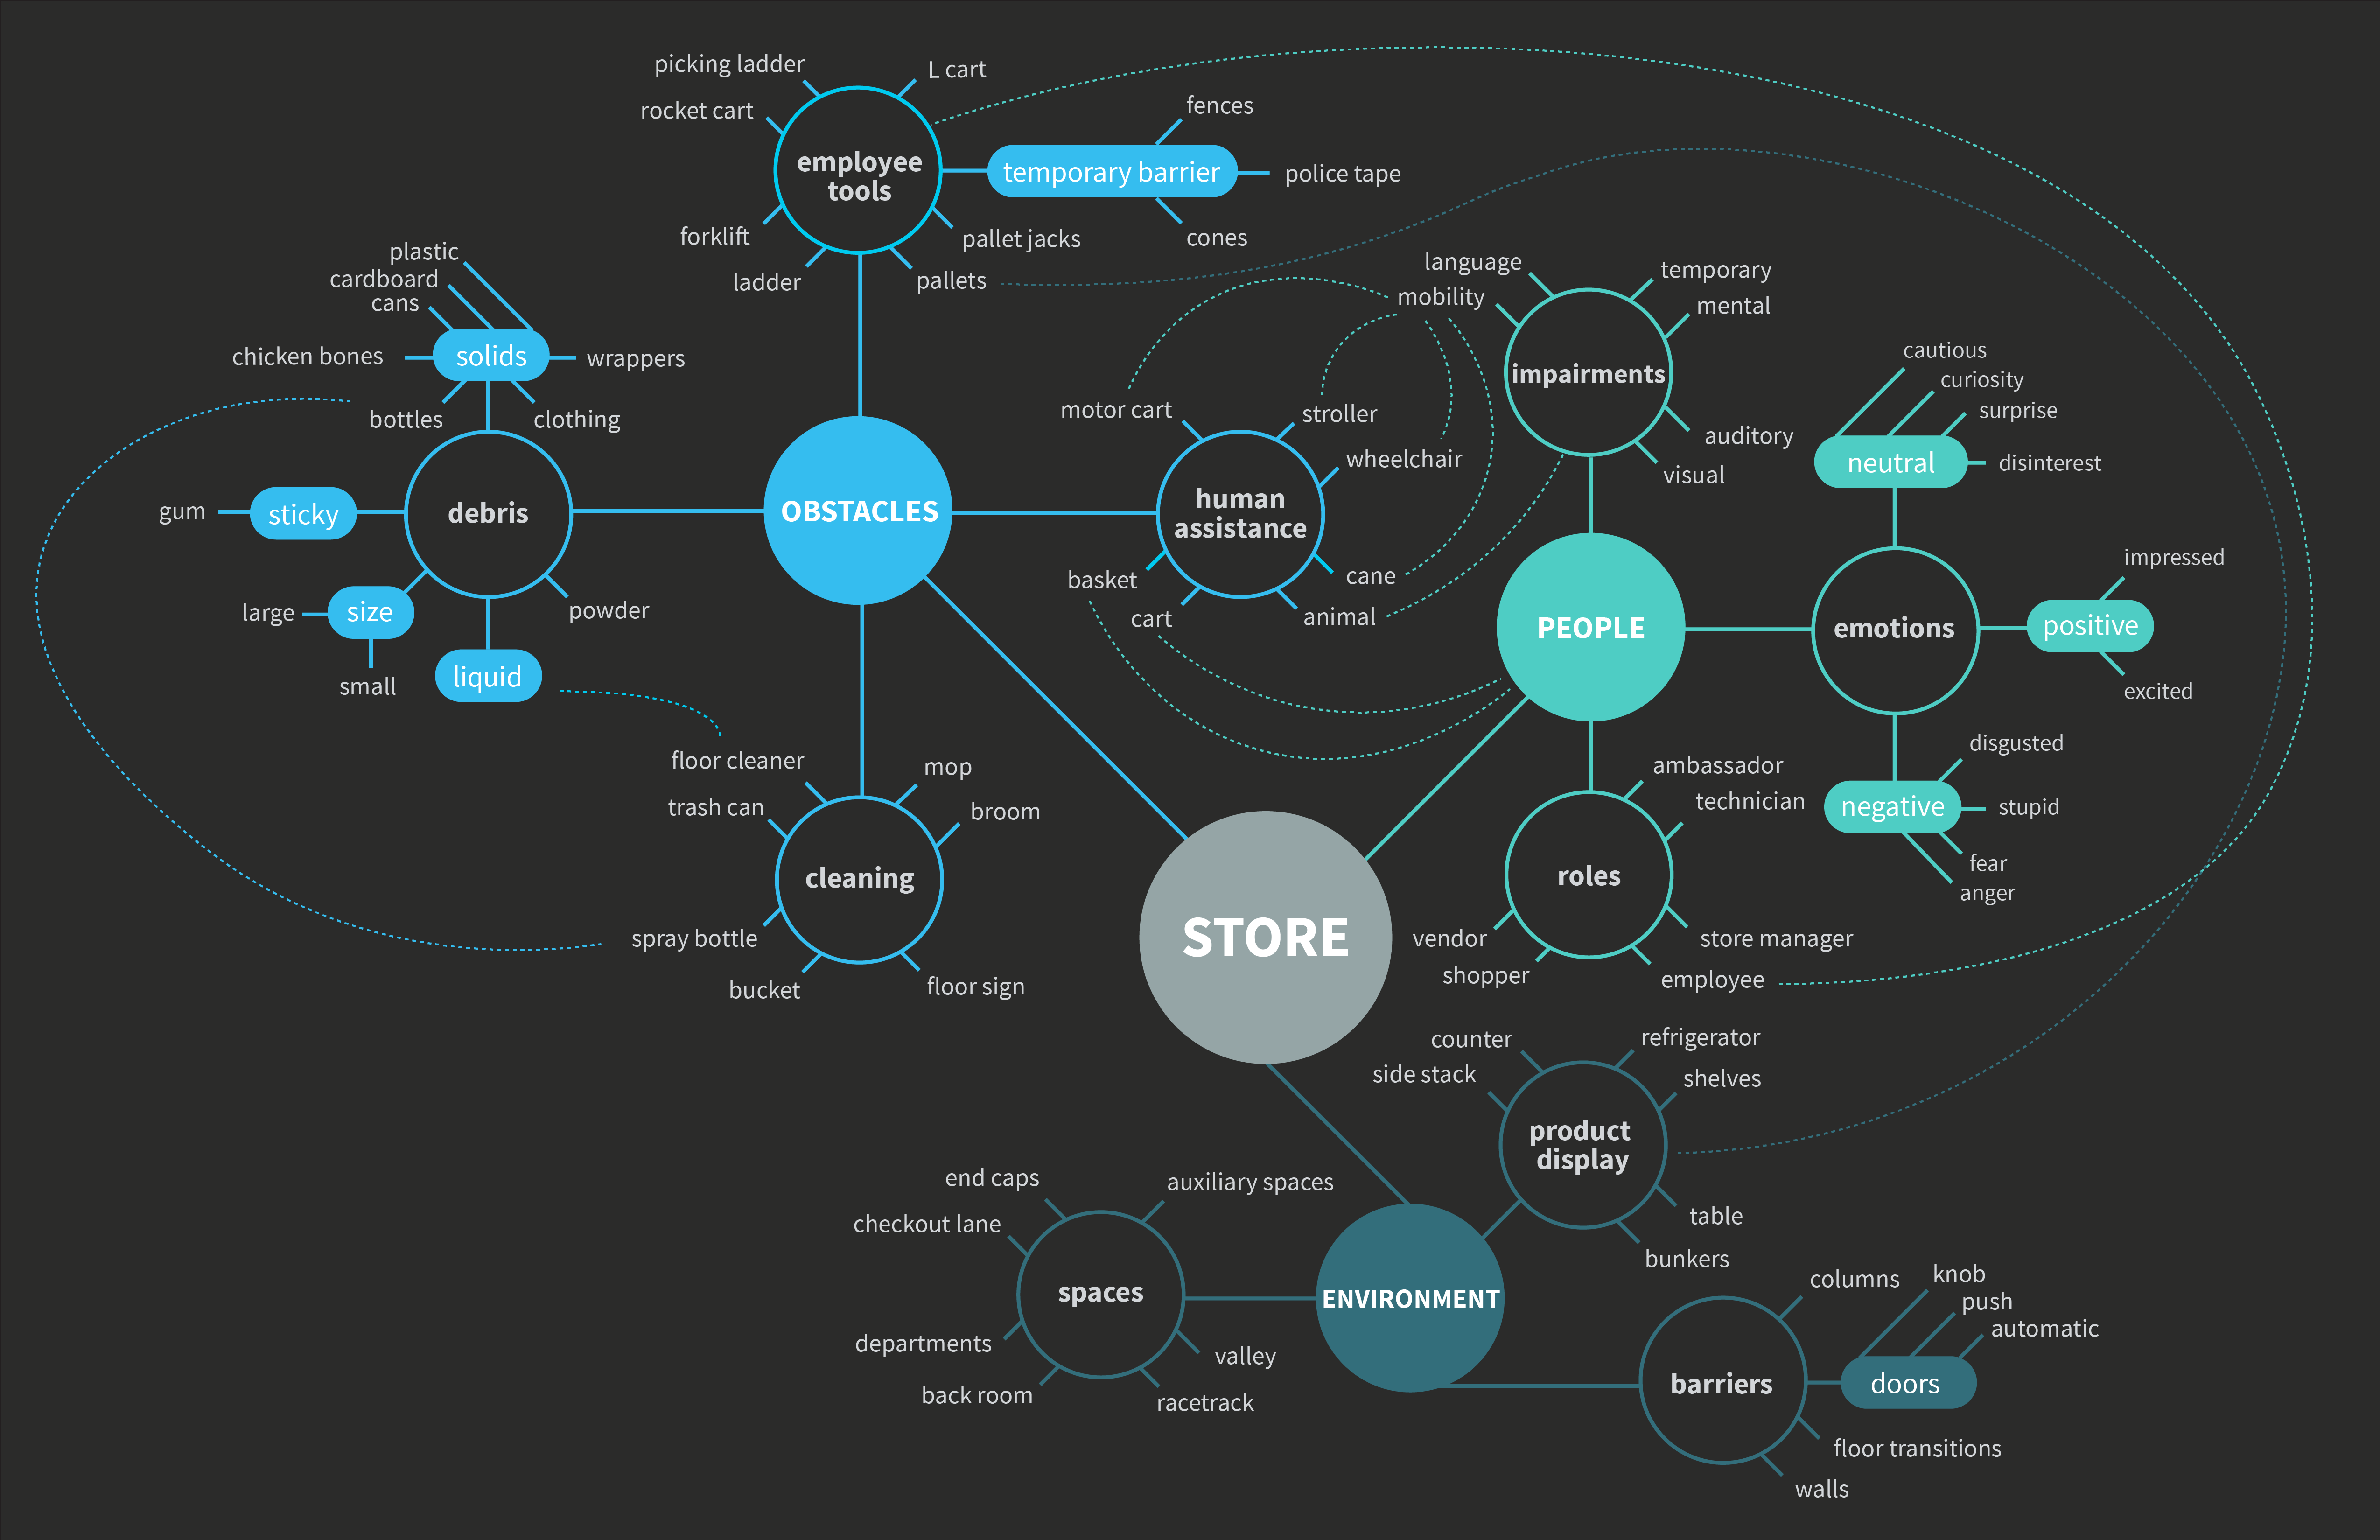 picking ladder
L cart
rocket cart
employee
tools
fences
temporary barrier
police tape
cones
forklift
ladder
pallet jacks
pallets
plastic
cardboard
cans
chicken bones
solids
wrappers
bottles
clothing
gum
sticky
debris
large
size
small
liquid
powder
OBSTACLES
motor cart
stroller
wheelchair
human
assistance
basket
cart
cane
animal
language
mobility
temporary
mental
impairments
auditory
visual
PEOPLE
cautious
curiosity
surprise
neutral
disinterest
emotions
impressed
positive
excited
disgusted
negative
stupid
fear
anger
floor cleaner
mop
trash can
broom
cleaning
spray bottle
bucket
floor sign
STORE
ambassador
technician
roles
vendor
shopper
store manager
employee
counter
refrigerator
side stack
shelves
product
display
table
bunkers
end caps
auxiliary spaces
checkout lane
spaces
departments
valley
back room
racetrack
ENVIRONMENT
columns
knob
push
automatic
barriers
doors
floor transitions
walls